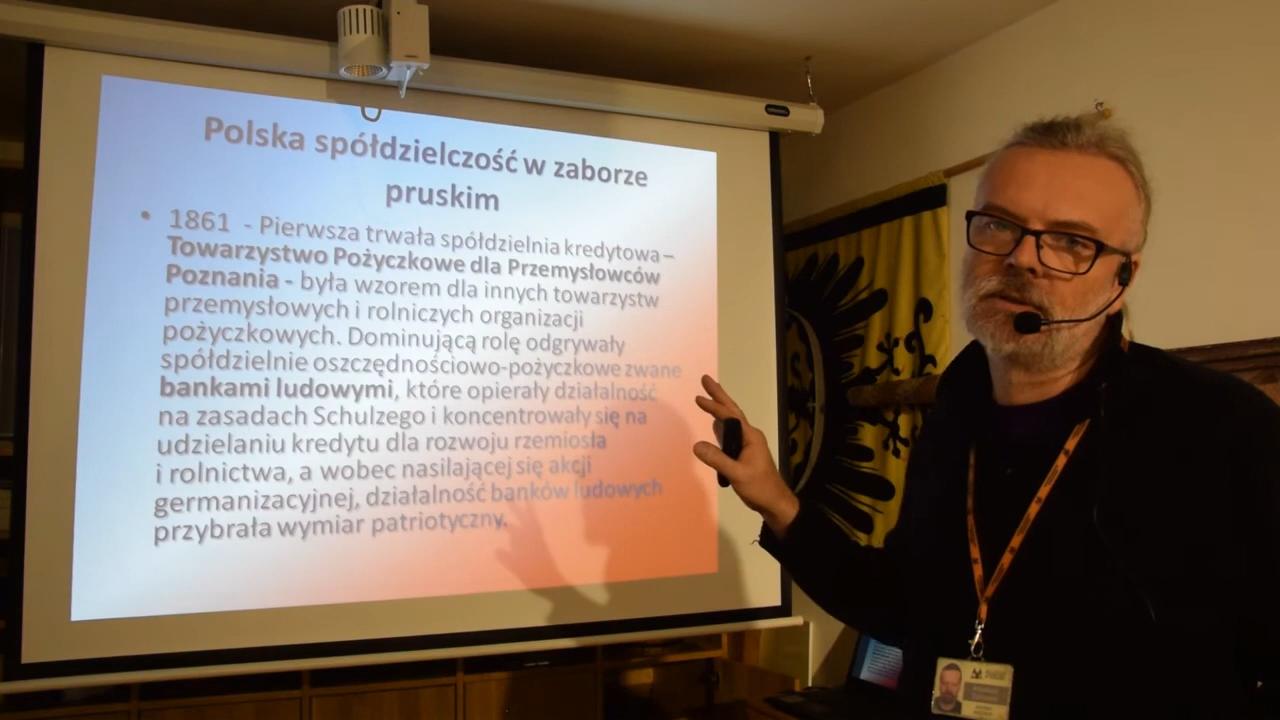 Polska spółdzielczość w zaborze
pruskim
• 1861 - Pierwsza trwała spółdzielnia kredytowa –
Towarzystwo Pożyczkowe dla Przemysłowców
Poznania - była wzorem dla innych towarzystw
przemysłowych i rolniczych organizacji
pożyczkowych. Dominującą rolę odgrywały
spółdzielnie oszczędnościowo-pożyczkowe zwane
bankami ludowymi, które opierały działalność
na zasadach Schulzego i koncentrowały się na
udzielaniu kredytu dla rozwoju rzemiosła
i rolnictwa, a wobec nasilającej się akcji
germanizacyjnej, działalność banków ludowych
przybrała wymiar patriotyczny.